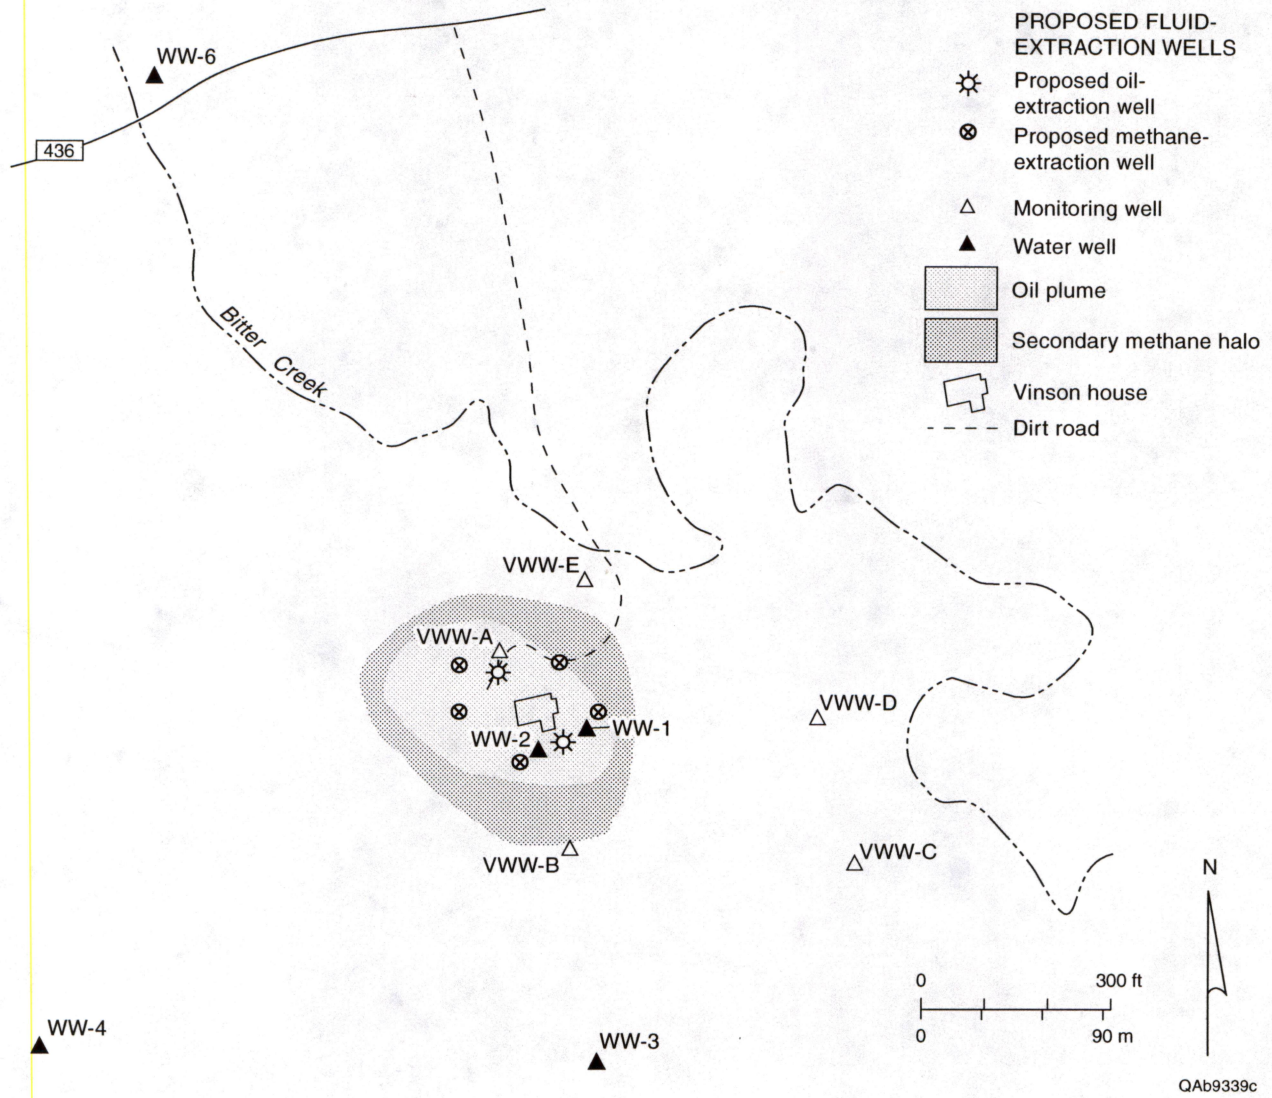 WW-6
436
Bitter Creek
PROPOSED FLUID-
EXTRACTION WELLS
Proposed oil-
extraction well
Proposed methane-
extraction well
Monitoring well
Water well
Oil plume
Secondary methane halo
Vinson house
Dirt road
VWW-E
VWW-A
WW-1
WW-2
VWW-D
VWW-B
VWW-C
N
0 300 ft
0 90 m
WW-4
WW-3
QAb9339c